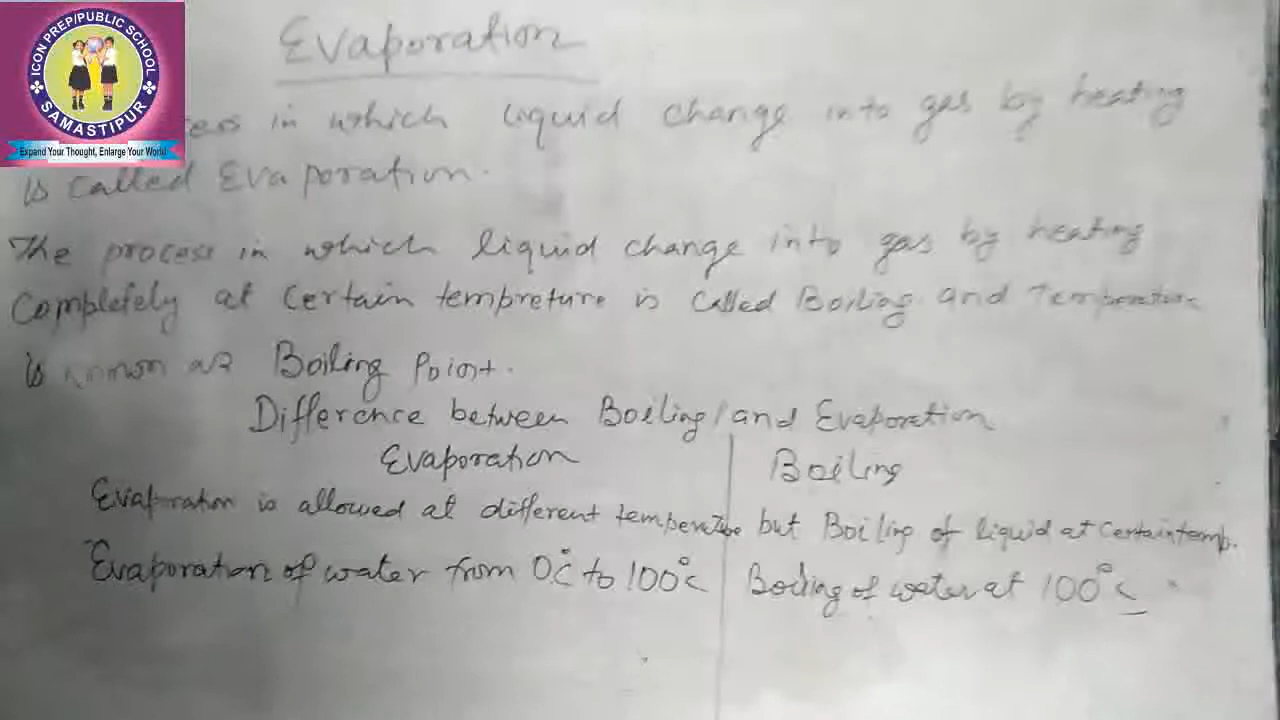 ICON PREP/PUBLIC SCHOOL
SAMASTIPUR
Expand Your Thought, Enlarge Your World
Evaporation
in which liquid change into gas by heating
is called Evaporation.
The process in which liquid change into gas by heating
Completely at Certain tempreture is called Boiling and Temperature
is known as Boiling Point.
Difference between Boiling/and Evaporation
Evaporation Boiling
Evaporation is allowed at different temperature but Boiling of liquid at Certain temp.
Evaporation of water from 0°C to 100°C Boiling of water at 100°C